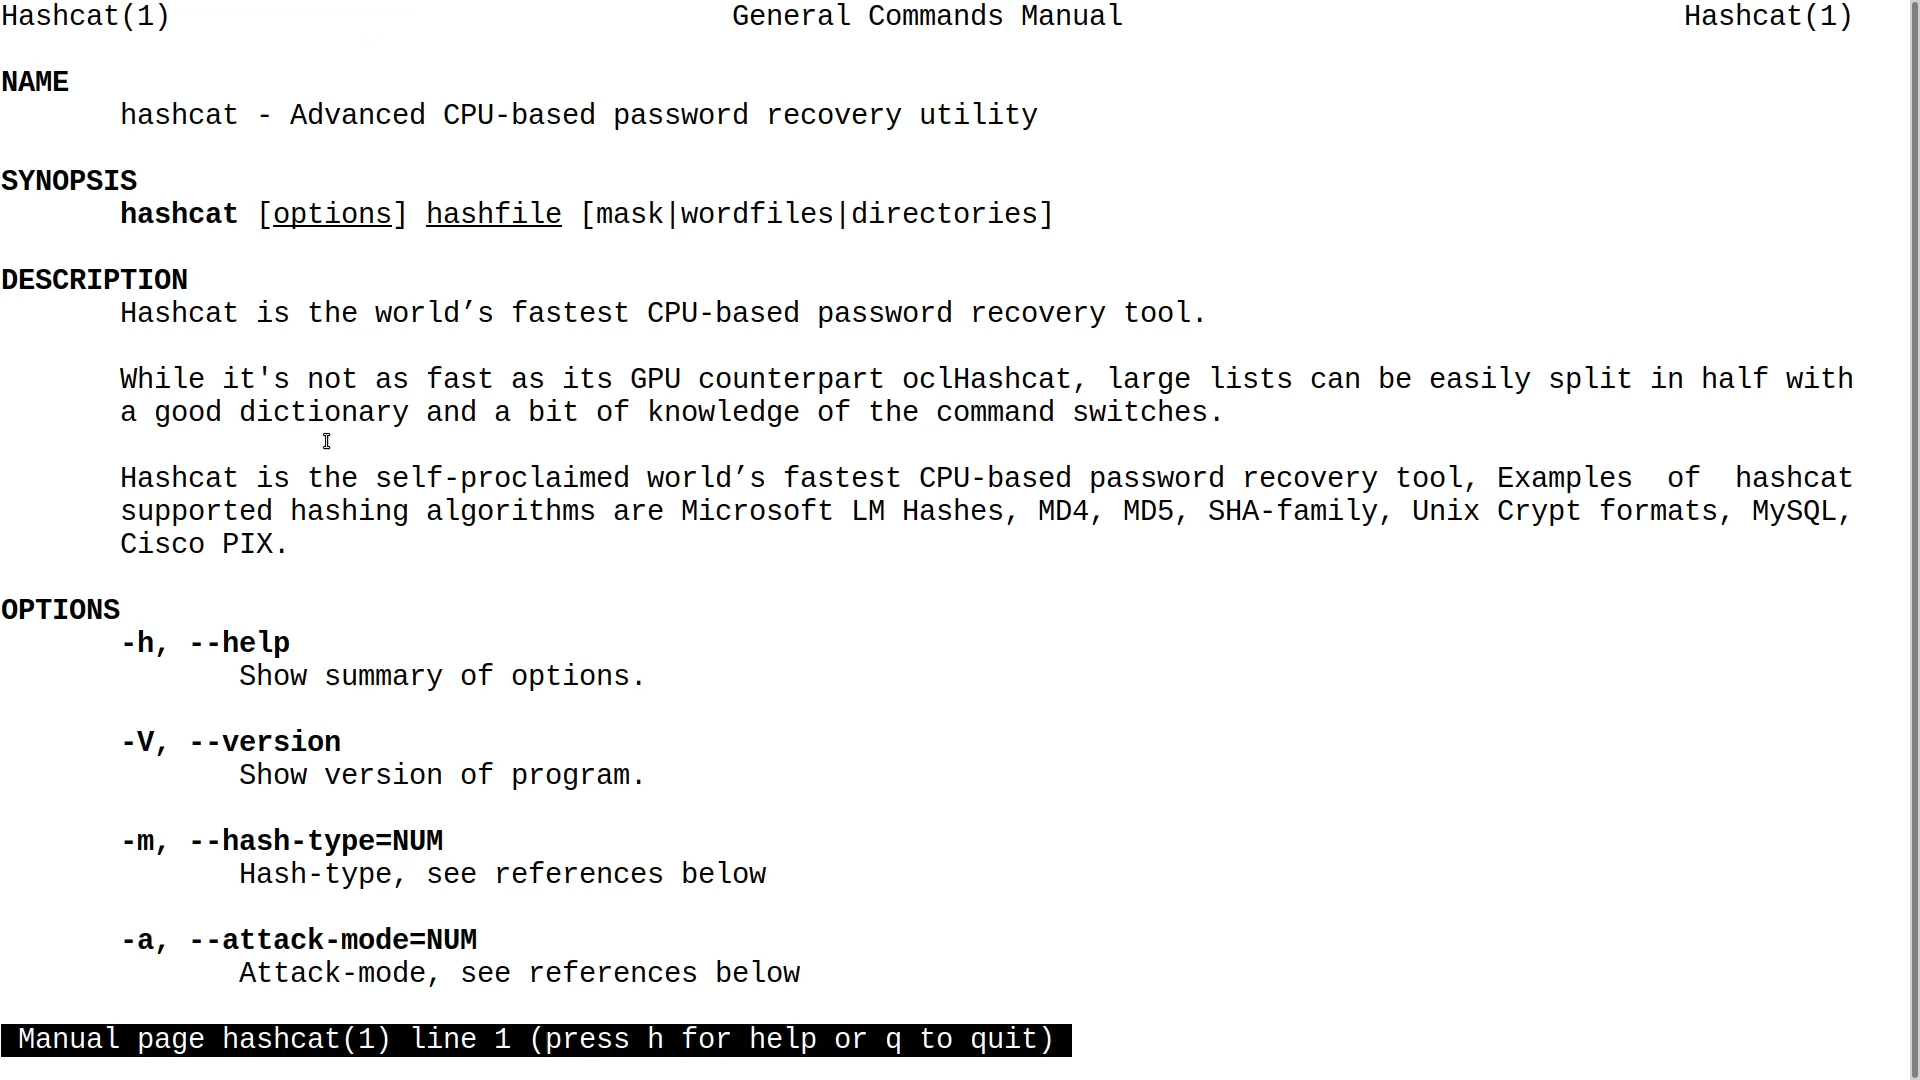 Hashcat(1) General Commands Manual Hashcat(1)
NAME
hashcat - Advanced CPU-based password recovery utility
SYNOPSIS
hashcat [options] hashfile [mask|wordfiles|directories]
DESCRIPTION
Hashcat is the world’s fastest CPU-based password recovery tool.
While it's not as fast as its GPU counterpart oclHashcat, large lists can be easily split in half with
a good dictionary and a bit of knowledge of the command switches.
Hashcat is the self-proclaimed world’s fastest CPU-based password recovery tool, Examples  of  hashcat
supported hashing algorithms are Microsoft LM Hashes, MD4, MD5, SHA-family, Unix Crypt formats, MySQL,
Cisco PIX.
OPTIONS
-h, --help
Show summary of options.
-V, --version
Show version of program.
-m, --hash-type=NUM
Hash-type, see references below
-a, --attack-mode=NUM
Attack-mode, see references below
Manual page hashcat(1) line 1 (press h for help or q to quit)